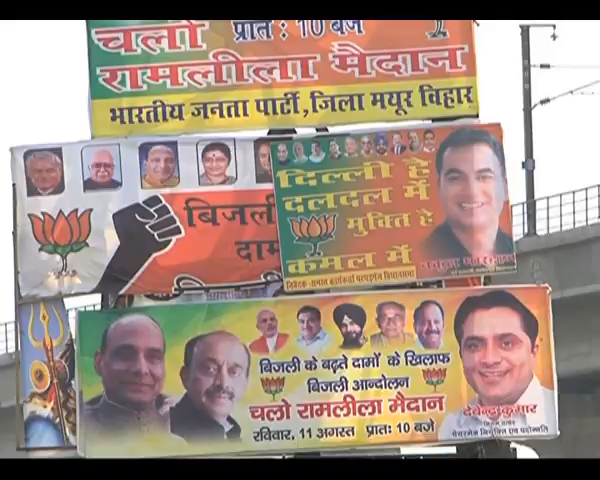 चलो प्रातः : 10 बजे
रामलीला मैदान
भारतीय जनता पार्टी, जिला मयूर विहार
बिजली
दाम
दिल्ली है
दलदल में
मुक्ति है
कमल में
बिजली के बढ़ते दामों के खिलाफ
बिजली आन्दोलन
चलो रामलीला मैदान
रविवार, 11 अगस्त प्रातः 10 बजे
देवेन्द्र कुमार